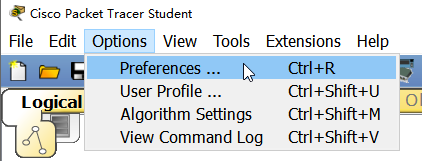 Cisco Packet Tracer Student
File Edit Options View Tools Extensions Help
Preferences ... Ctrl+R
User Profile ... Ctrl+Shift+U
Algorithm Settings Ctrl+Shift+M
View Command Log Ctrl+Shift+V
Logical